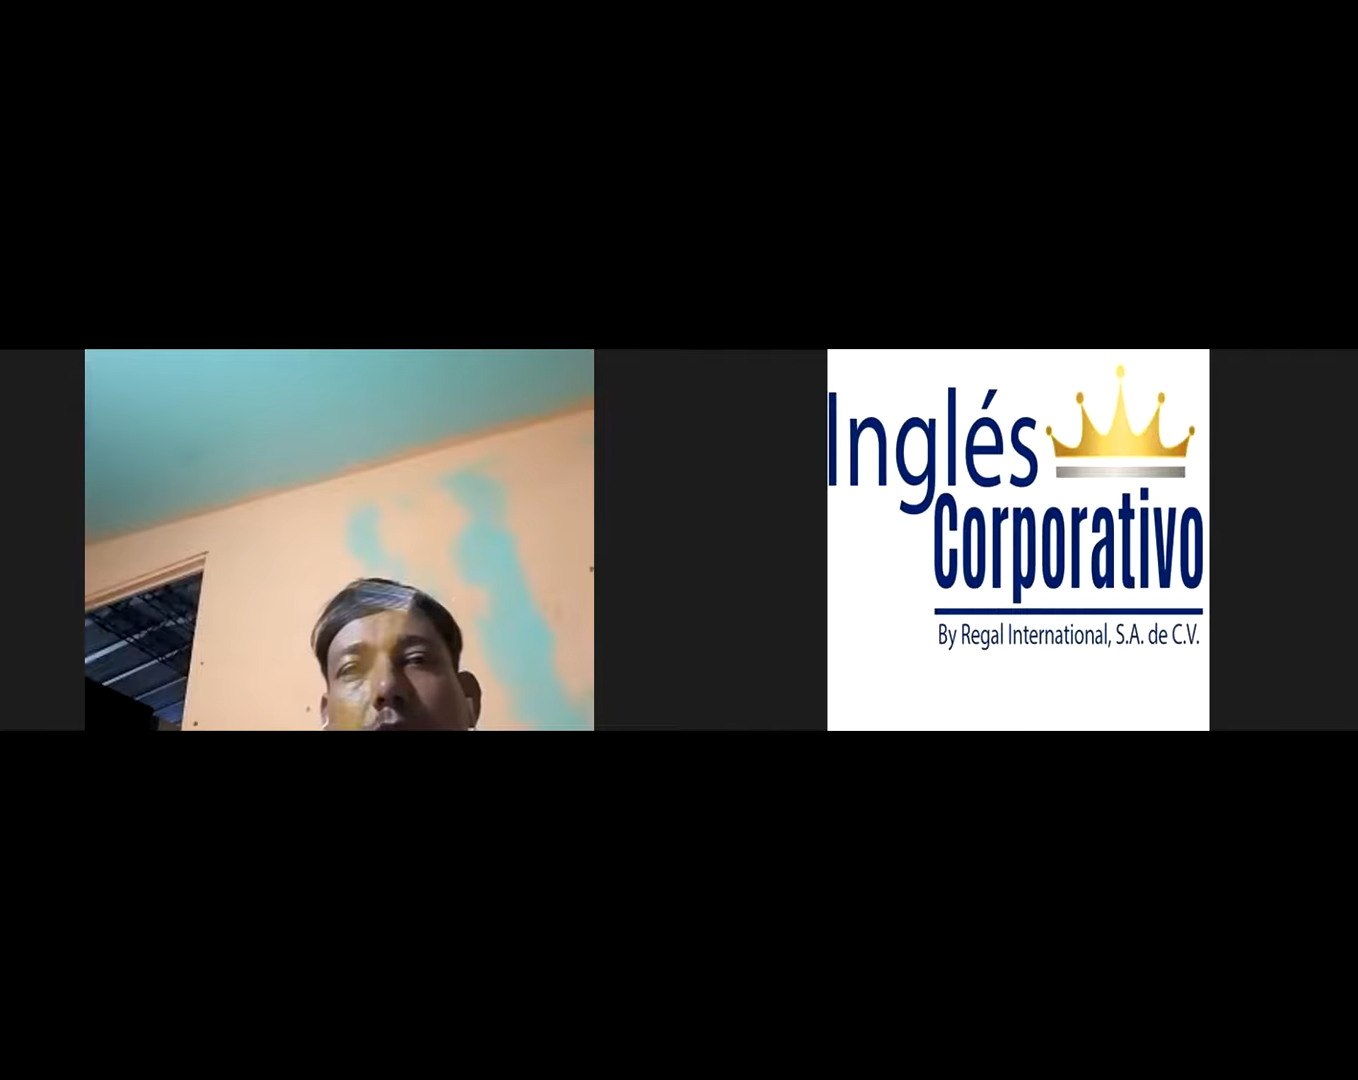 Inglés
Corporativo
By Regal International, S.A. de C.V.